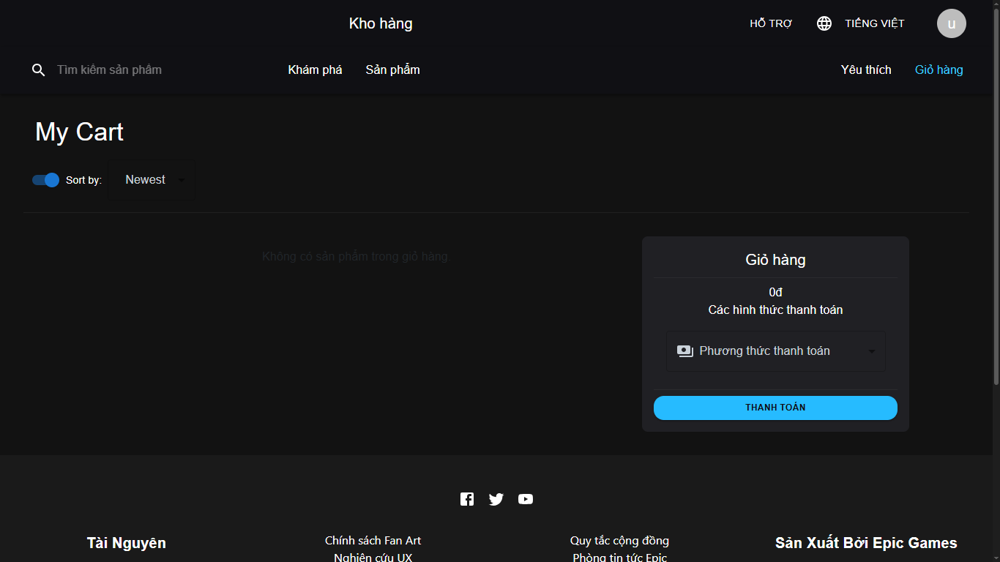 Kho hàng
HỖ TRỢ
TIẾNG VIỆT
u
Tìm kiếm sản phẩm
Khám phá
Sản phẩm
Yêu thích
Giỏ hàng
My Cart
Sort by:
Newest
Không có sản phẩm trong giỏ hàng
Giỏ hàng
0đ
Các hình thức thanh toán
Phương thức thanh toán
THANH TOÁN
Tài Nguyên
Chính sách Fan Art
Nghiên cứu UX
Quy tắc cộng đồng
Phòng tin tức Epic
Sản Xuất Bởi Epic Games